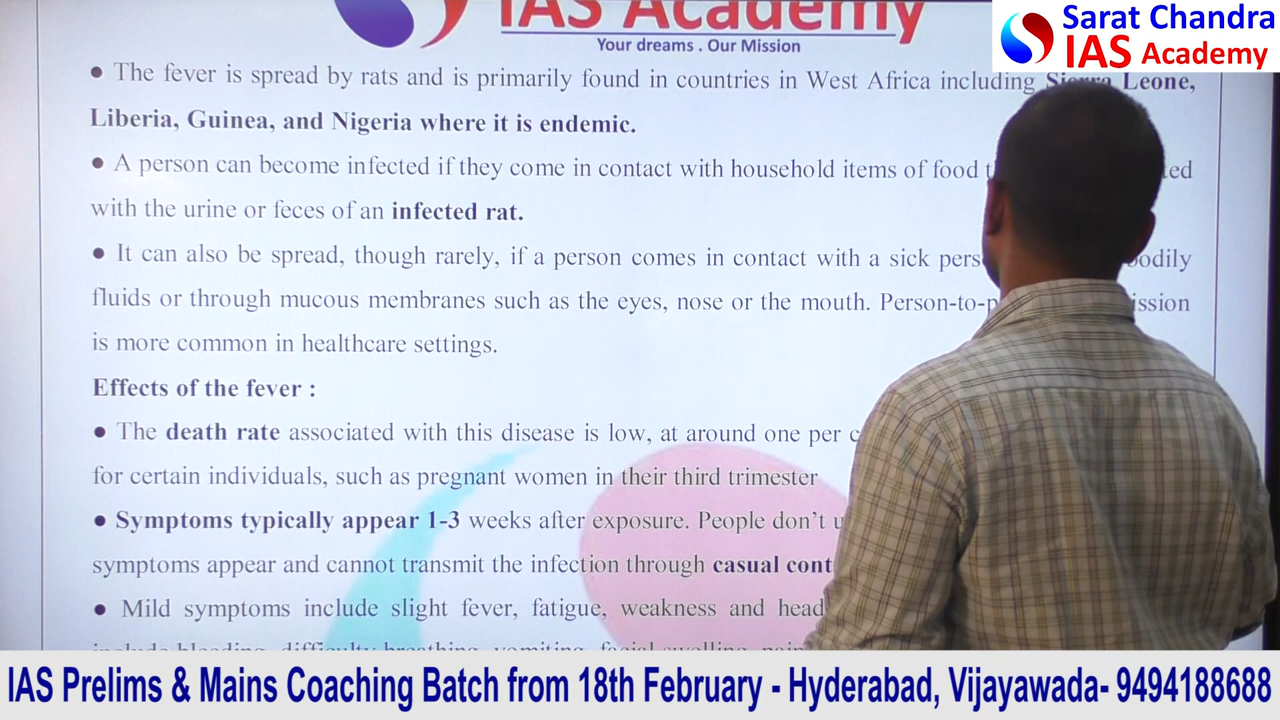 IAS Academy
Your dreams . Our Mission
Sarat Chandra
IAS Academy
● The fever is spread by rats and is primarily found in countries in West Africa including Sierra Leone,
Liberia, Guinea, and Nigeria where it is endemic.
● A person can become infected if they come in contact with household items of food
with the urine or feces of an infected rat.
● It can also be spread, though rarely, if a person comes in contact with a sick
fluids or through mucous membranes such as the eyes, nose or the mouth.
is more common in healthcare settings.
Effects of the fever :
● The death rate associated with this disease is low, at around one per
for certain individuals, such as pregnant women in their third trimester
● Symptoms typically appear 1-3 weeks after exposure. People don't
symptoms appear and cannot transmit the infection through casual
● Mild symptoms include slight fever, fatigue, weakness and
include bleeding, difficulty breathing, vomiting, facial swelling,
IAS Prelims & Mains Coaching Batch from 18th February - Hyderabad, Vijayawada- 9494188688